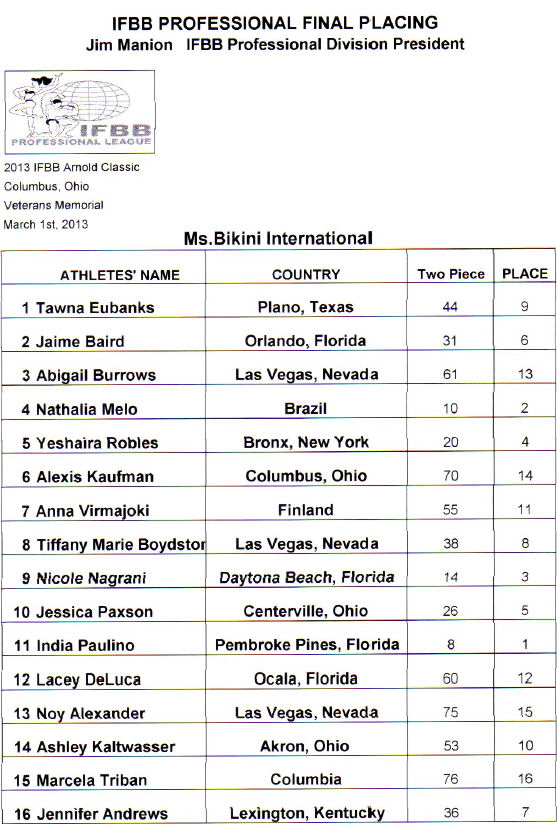 IFBB PROFESSIONAL FINAL PLACING
Jim Manion IFBB Professional Division President
IFBB
PROFESSIONAL LEAGUE
2013 IFBB Arnold Classic
Columbus, Ohio
Veterans Memorial
March 1st, 2013
Ms.Bikini International
ATHLETES' NAME COUNTRY Two Piece PLACE
1 Tawna Eubanks Plano, Texas 44 9
2 Jaime Baird Orlando, Florida 31 6
3 Abigail Burrows Las Vegas, Nevada 61 13
4 Nathalia Melo Brazil 10 2
5 Yeshaira Robles Bronx, New York 20 4
6 Alexis Kaufman Columbus, Ohio 70 14
7 Anna Virmajoki Finland 55 11
8 Tiffany Marie Boydstor Las Vegas, Nevada 38 8
9 Nicole Nagrani Daytona Beach, Florida 14 3
10 Jessica Paxson Centerville, Ohio 26 5
11 India Paulino Pembroke Pines, Florida 8 1
12 Lacey DeLuca Ocala, Florida 60 12
13 Noy Alexander Las Vegas, Nevada 75 15
14 Ashley Kaltwasser Akron, Ohio 53 10
15 Marcela Triban Columbia 76 16
16 Jennifer Andrews Lexington, Kentucky 36 7